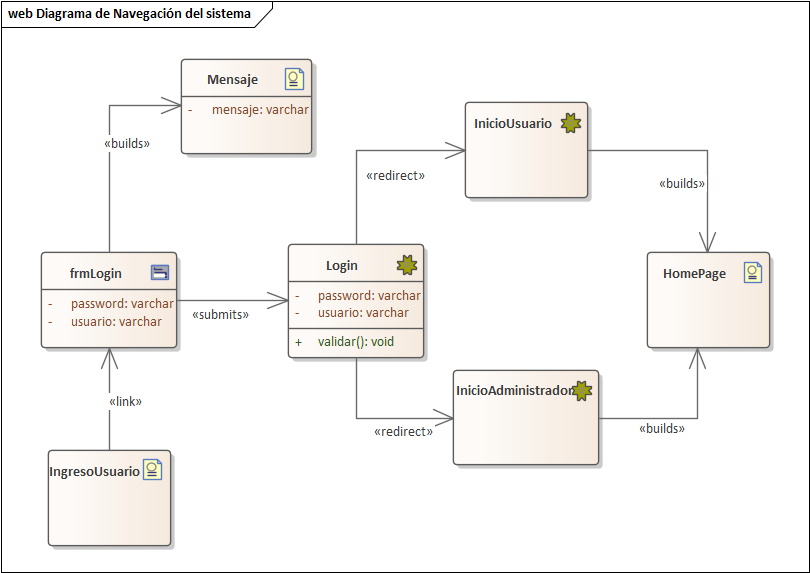 web Diagrama de Navegación del sistema
Mensaje
- mensaje: varchar
«builds»
frmLogin
- password: varchar
- usuario: varchar
«submits»
«link»
IngresoUsuario
Login
- password: varchar
- usuario: varchar
+ validar(): void
«redirect»
InicioUsuario
«builds»
HomePage
«redirect»
InicioAdministrador
«builds»